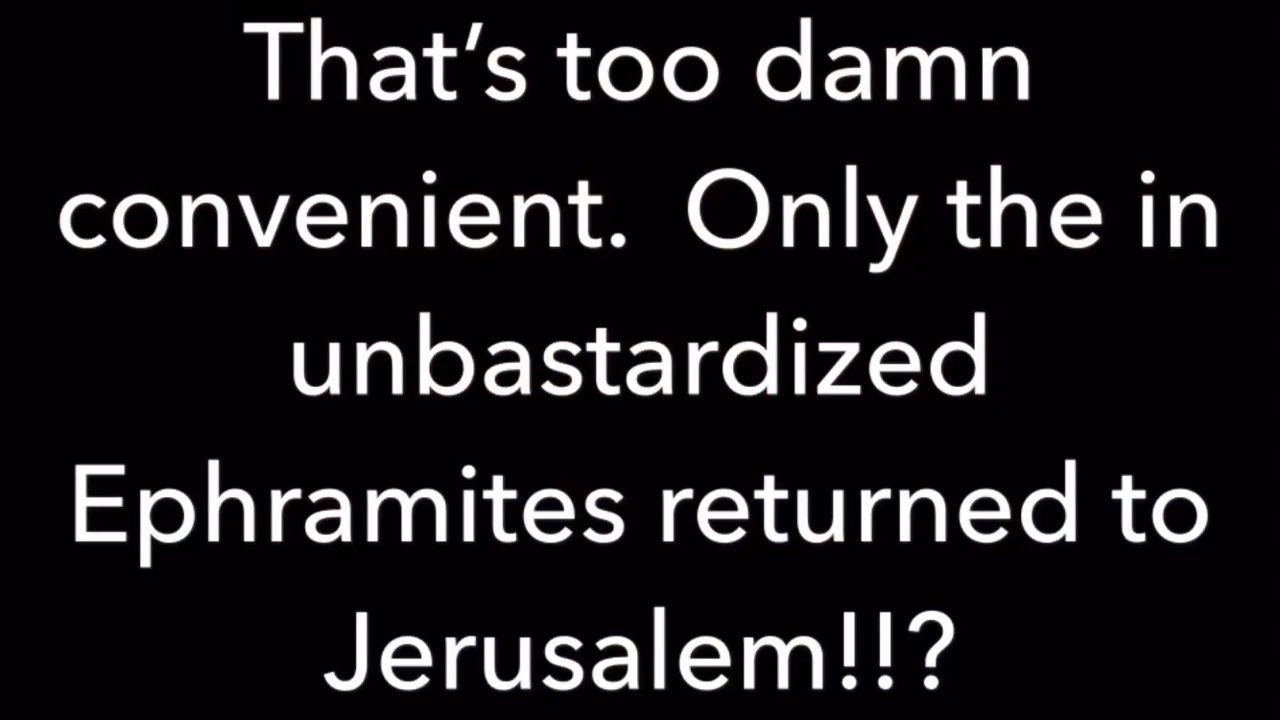 That’s too damn
convenient.  Only the in
unbastardized
Ephramites returned to
Jerusalem!!?